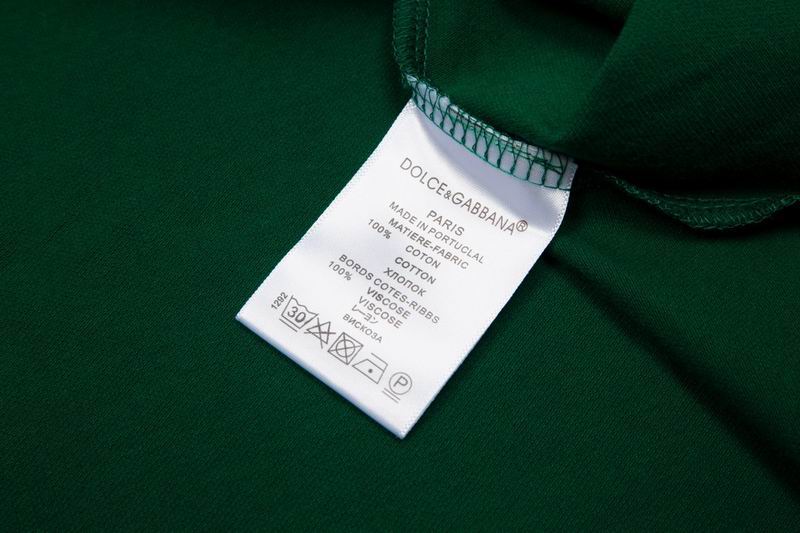 DOLCE&GABBANA®
PARIS
MADE IN PORTUCLAL
MATIERE-FABRIC
100% COTON
COTTON
ХЛОПОК
BORDS COTES-RIBBS
100% VISCOSE
VISCOSE
レーヨン
ВИСКОЗА
1292
30
P